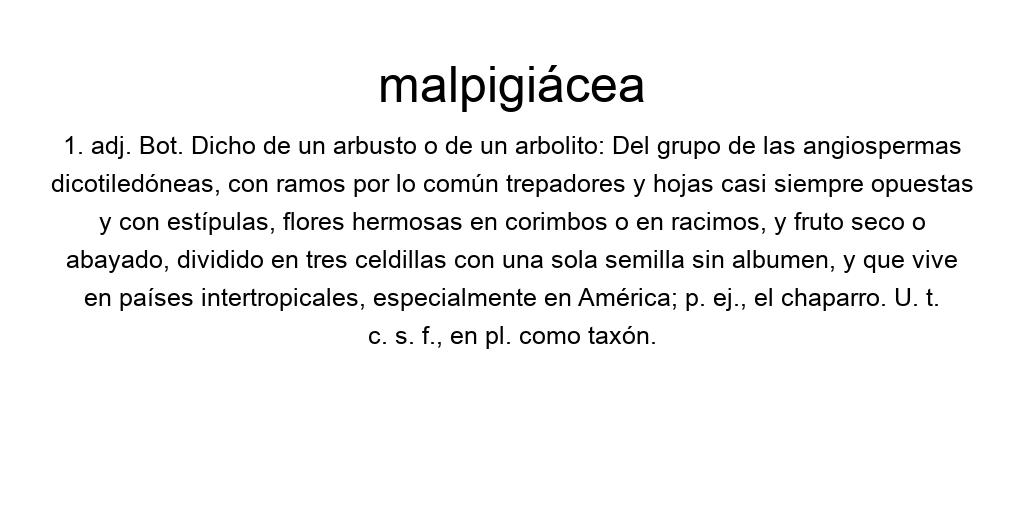 malpigiácea
1. adj. Bot. Dicho de un arbusto o de un arbolito: Del grupo de las angiospermas
dicotiledóneas, con ramos por lo común trepadores y hojas casi siempre opuestas
y con estípulas, flores hermosas en corimbos o en racimos, y fruto seco o
abayado, dividido en tres celdillas con una sola semilla sin albumen, y que vive
en países intertropicales, especialmente en América; p. ej., el chaparro. U. t.
c. s. f., en pl. como taxón.